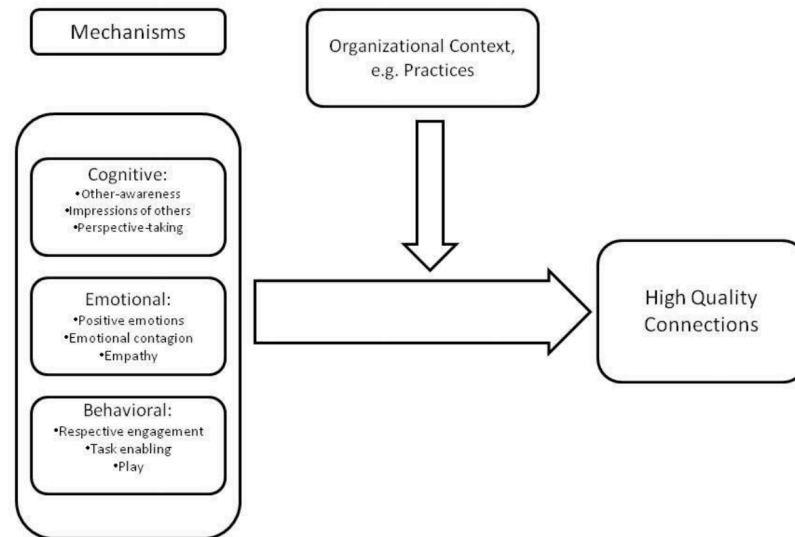 Mechanisms
Organizational Context,
e.g. Practices
Cognitive:
•Other-awareness
•Impressions of others
•Perspective-taking
Emotional:
•Positive emotions
•Emotional contagion
•Empathy
Behavioral:
•Respective engagement
•Task enabling
•Play
High Quality
Connections